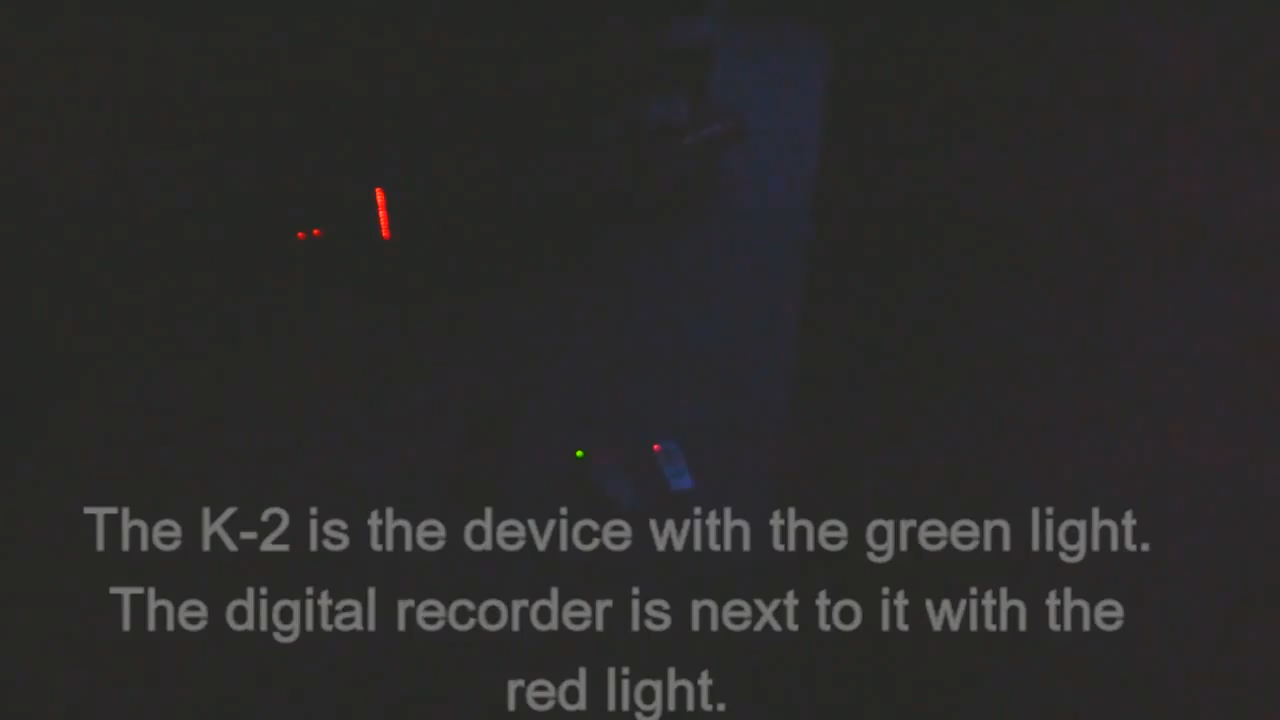 The K-2 is the device with the green light.
The digital recorder is next to it with the
red light.